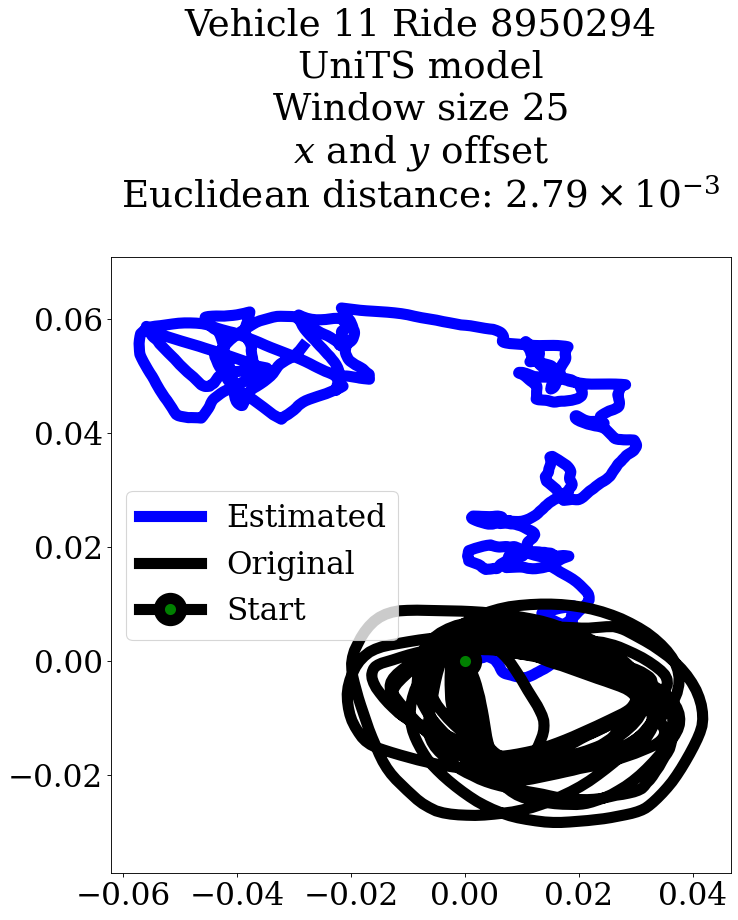 Vehicle 11 Ride 8950294
UniTS model
Window size 25
x and y offset
Euclidean distance: 2.79 × 10⁻³
0.06
0.04
0.02
0.00
−0.02
Estimated
Original
Start
−0.06 −0.04 −0.02 0.00 0.02 0.04